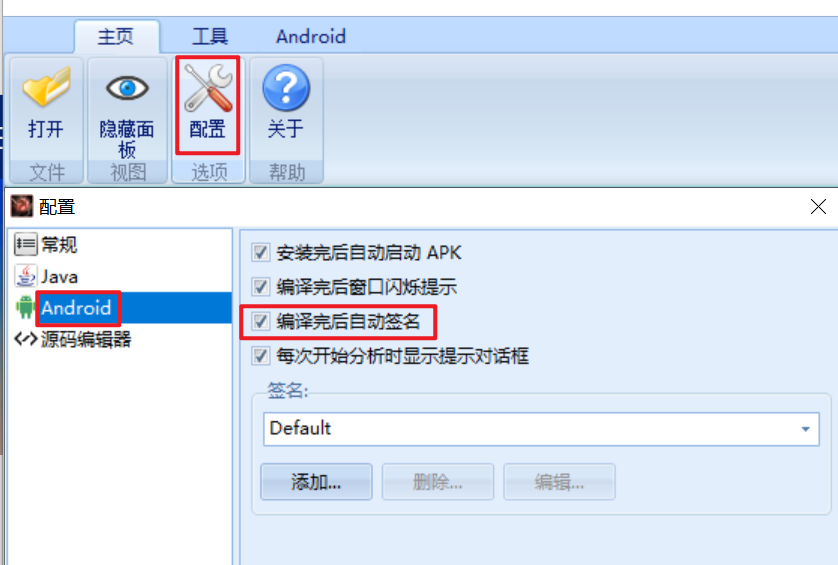 主页 工具 Android
打开 隐藏面板 配置 关于
文件 视图 选项 帮助
配置
常规
Java
Android
源码编辑器
安装完后自动启动 APK
编译完后窗口闪烁提示
编译完后自动签名
每次开始分析时显示提示对话框
签名:
Default
添加... 删除... 编辑...